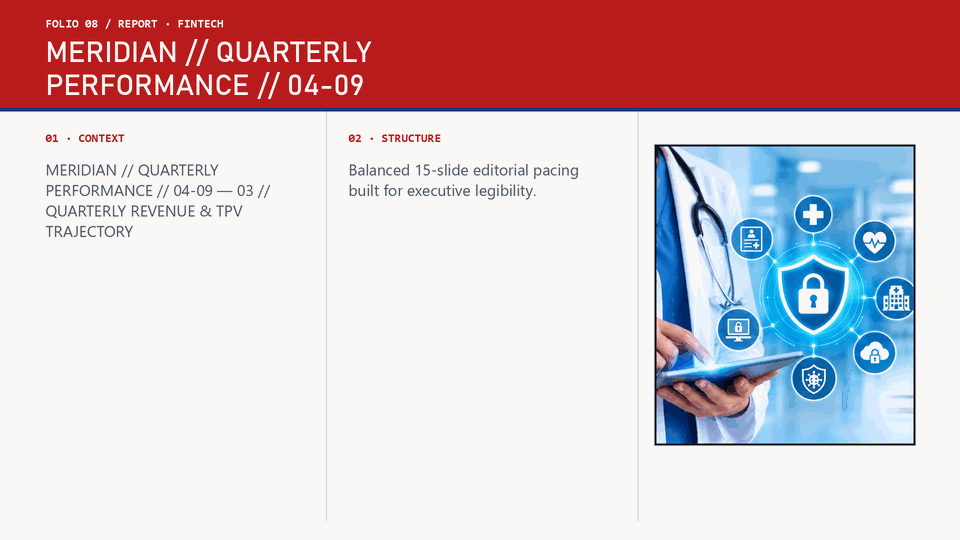 FOLIO 08 / REPORT · FINTECH
MERIDIAN // QUARTERLY
PERFORMANCE // 04-09
01 · CONTEXT
MERIDIAN // QUARTERLY
PERFORMANCE // 04-09 — 03 //
QUARTERLY REVENUE & TPV
TRAJECTORY
02 · STRUCTURE
Balanced 15-slide editorial pacing
built for executive legibility.